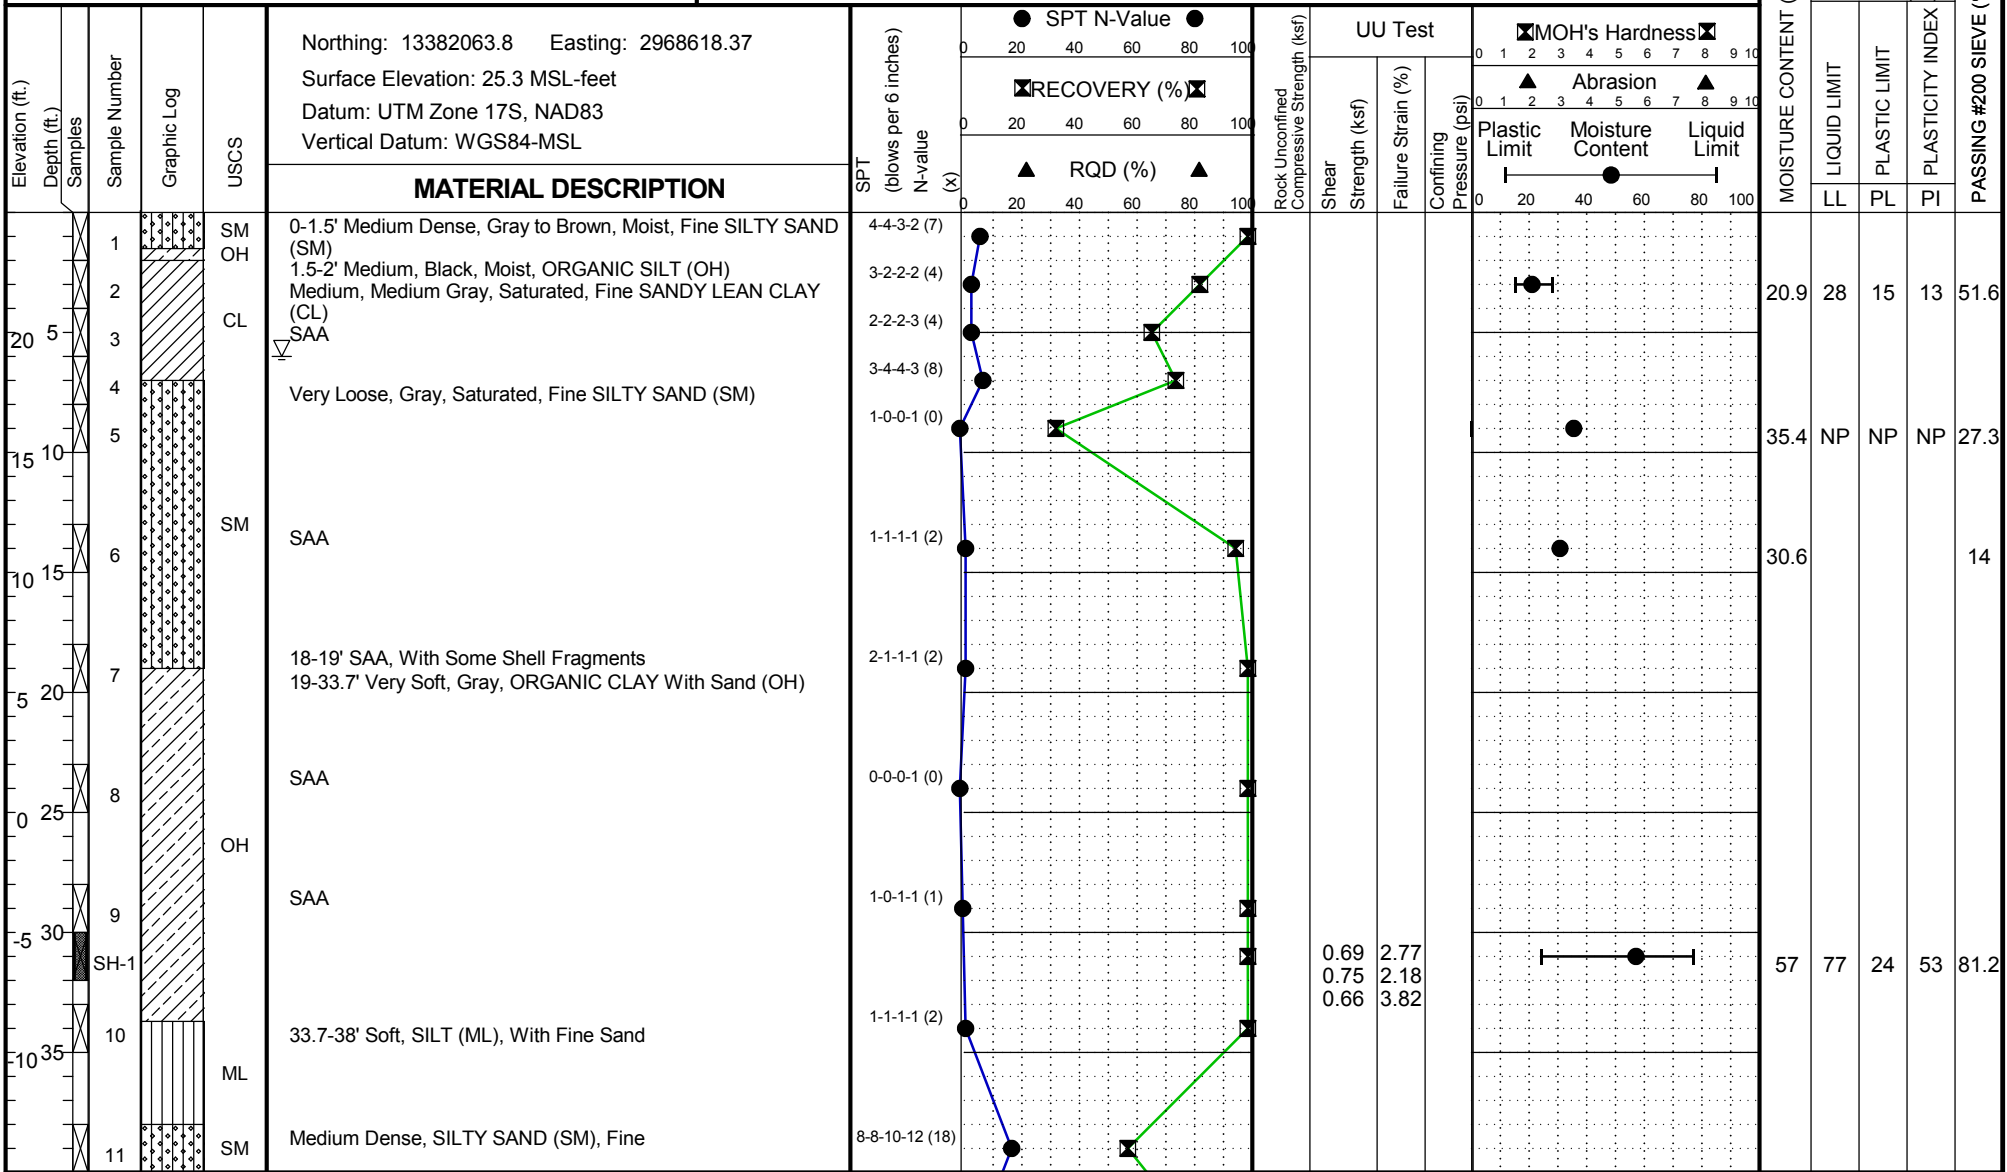 Northing: 13382063.8 Easting: 2968618.37
Surface Elevation: 25.3 MSL-feet
Datum: UTM Zone 17S, NAD83
Vertical Datum: WGS84-MSL
MATERIAL DESCRIPTION
Elevation (ft.)
Depth (ft.)
Samples
Sample Number
Graphic Log
USCS
SPT
(blows per 6 inches)
N-value
(x)
SPT N-Value
0 20 40 60 80 100
RECOVERY (%)
0 20 40 60 80 100
RQD (%)
0 20 40 60 80 100
Rock Unconfined
Compressive Strength (ksf)
UU Test
Shear
Strength (ksf)
Failure Strain (%)
Confining
Pressure (psi)
MOH's Hardness
0 1 2 3 4 5 6 7 8 9 10
Abrasion
0 1 2 3 4 5 6 7 8 9 10
Plastic Moisture Liquid
Limit Content Limit
0 20 40 60 80 100
MOISTURE CONTENT (
LIQUID LIMIT
PLASTIC LIMIT
PLASTICITY INDEX
PASSING #200 SIEVE (
LL PL PI
1 SM 0-1.5' Medium Dense, Gray to Brown, Moist, Fine SILTY SAND 4-4-3-2 (7)
(SM)
OH 1.5-2' Medium, Black, Moist, ORGANIC SILT (OH)
2 Medium, Medium Gray, Saturated, Fine SANDY LEAN CLAY 3-2-2-2 (4) 20.9 28 15 13 51.6
(CL)
CL
20 5 3 SAA 2-2-2-3 (4)
4 Very Loose, Gray, Saturated, Fine SILTY SAND (SM) 3-4-4-3 (8)
5 1-0-0-1 (0) 35.4 NP NP NP 27.3
15 10
SM
6 SAA 1-1-1-1 (2) 30.6 14
10 15
18-19' SAA, With Some Shell Fragments 2-1-1-1 (2)
7 19-33.7' Very Soft, Gray, ORGANIC CLAY With Sand (OH)
5 20
8 SAA 0-0-0-1 (0)
0 25
OH
9 SAA 1-0-1-1 (1)
-5 30
0.69 2.77
SH-1 0.75 2.18 57 77 24 53 81.2
0.66 3.82
10 33.7-38' Soft, SILT (ML), With Fine Sand 1-1-1-1 (2)
-10 35
ML
11 SM Medium Dense, SILTY SAND (SM), Fine 8-8-10-12 (18)